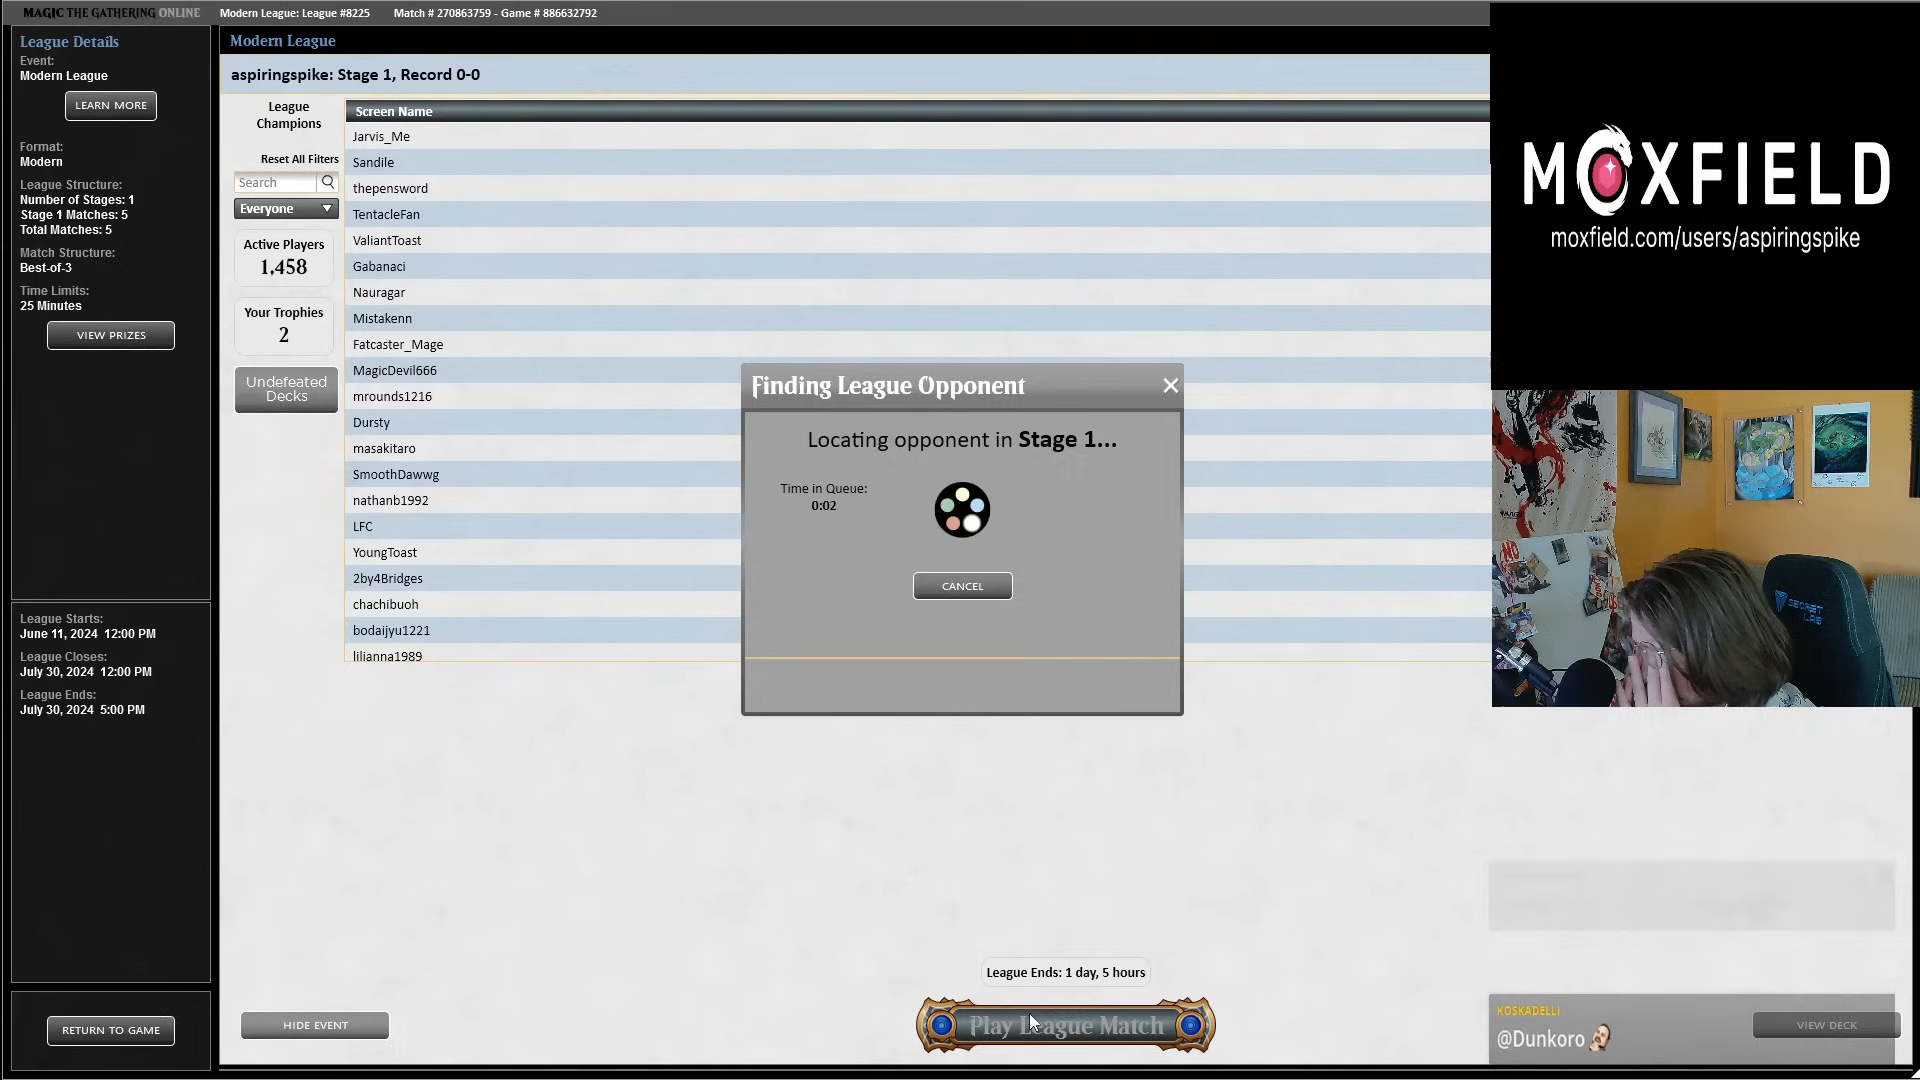 MAGIC THE GATHERING ONLINE
Modern League: League #8225
Match # 270863759 - Game # 886632792
League Details
Event:
Modern League
LEARN MORE
Format:
Modern
League Structure:
Number of Stages: 1
Stage 1 Matches: 5
Total Matches: 5
Match Structure:
Best-of-3
Time Limits:
25 Minutes
VIEW PRIZES
League Starts:
June 11, 2024 12:00 PM
League Closes:
July 30, 2024 12:00 PM
League Ends:
July 30, 2024 5:00 PM
RETURN TO GAME
Modern League
aspiringspike: Stage 1, Record 0-0
League
Champions
Reset All Filters
Search
Everyone
Active Players
1,458
Your Trophies
2
Undefeated
Decks
Screen Name
Jarvis_Me
Sandile
thepensword
TentacleFan
ValiantToast
Gabanaci
Nauragar
Mistakenn
Fatcaster_Mage
MagicDevil666
mrounds1216
Dursty
masakitaro
SmoothDawwg
nathanb1992
LFC
YoungToast
2by4Bridges
chachibuoh
bodaijyu1221
lilianna1989
Finding League Opponent
Locating opponent in Stage 1...
Time in Queue:
0:02
CANCEL
League Ends: 1 day, 5 hours
HIDE EVENT
Play League Match
MOXFIELD
moxfield.com/users/aspiringspike
SECRET
LAB
KOSKADELLI
@Dunkoro
VIEW DECK